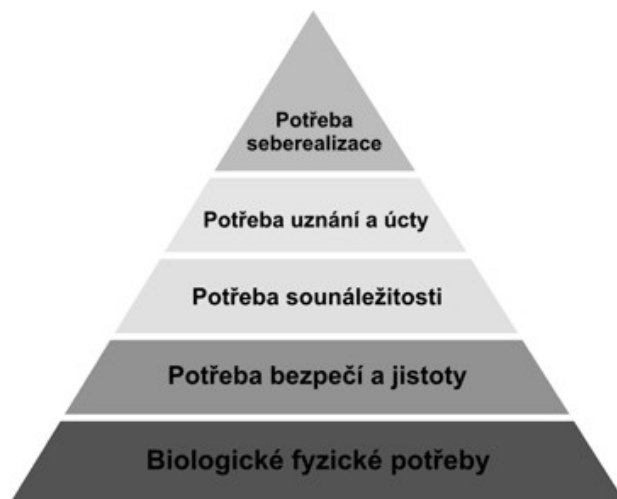 Potřeba
seberealizace
Potřeba uznání a úcty
Potřeba sounáležitosti
Potřeba bezpečí a jistoty
Biologické fyzické potřeby